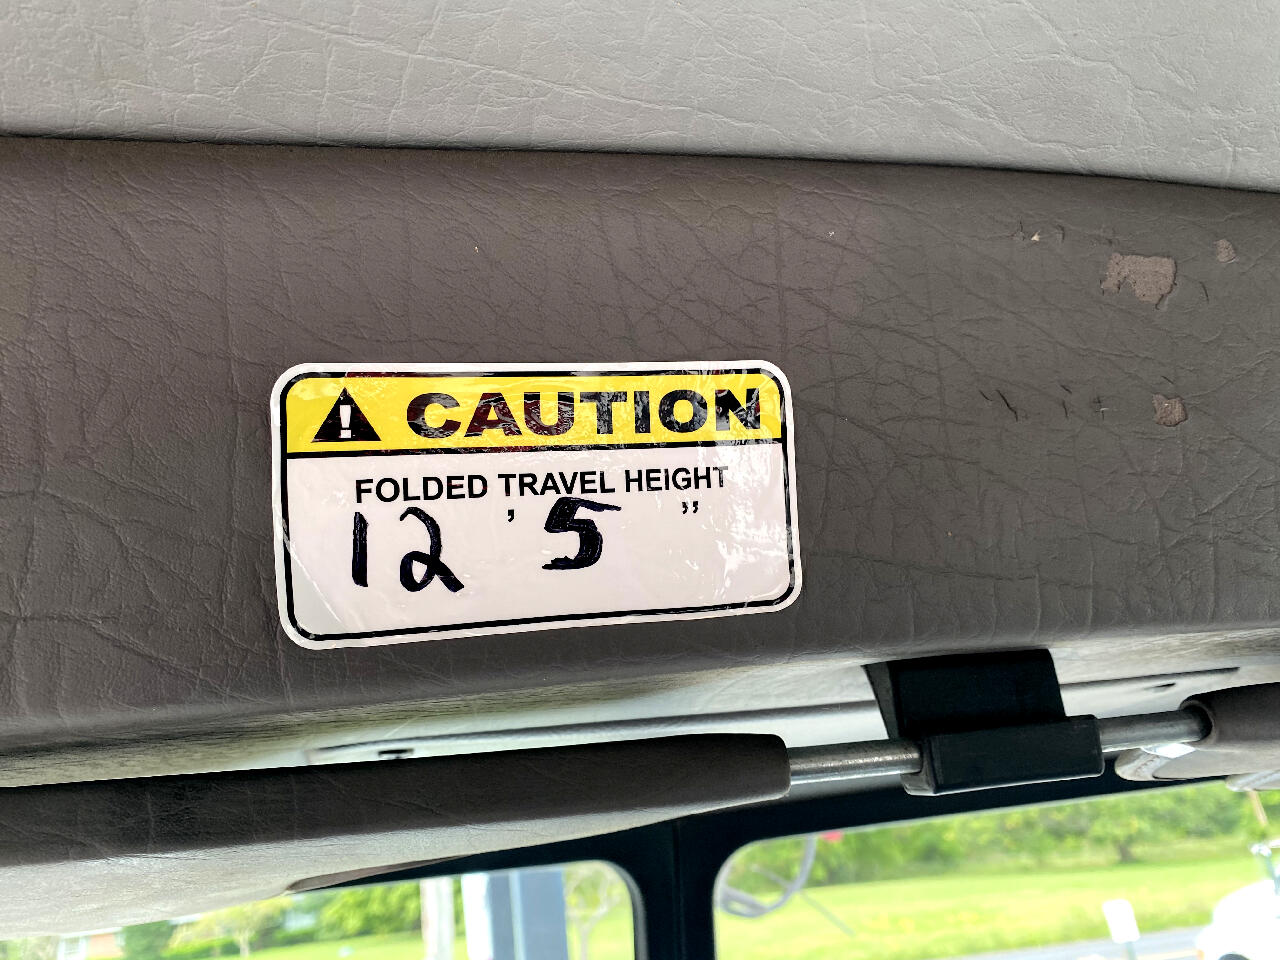 CAUTION
FOLDED TRAVEL HEIGHT
12 ' 5 "